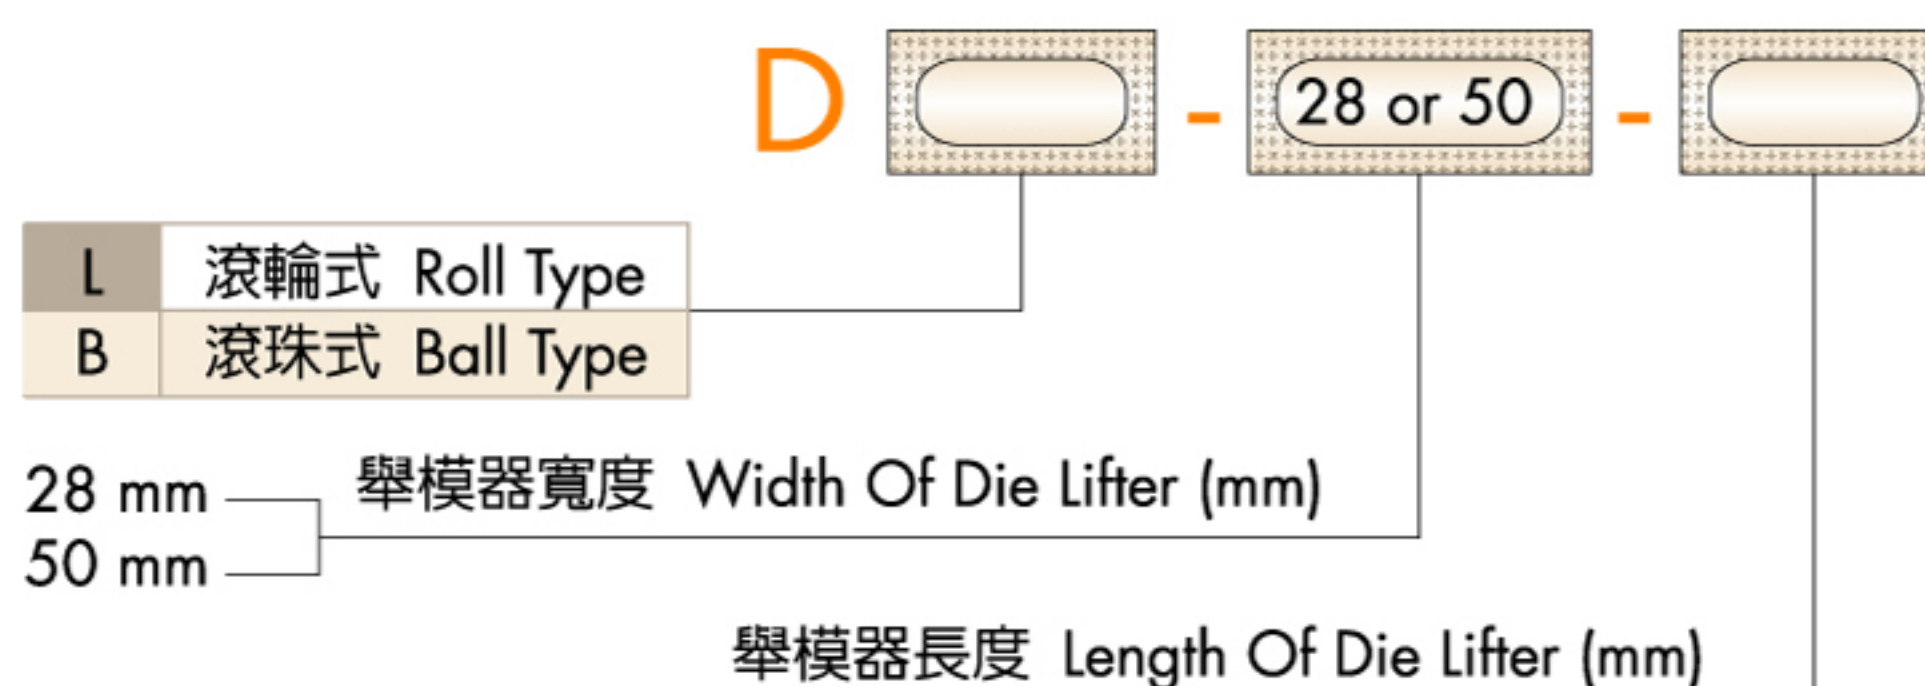 D - 28 or 50 -
L 滾輪式 Roll Type
B 滾珠式 Ball Type
28 mm
舉模器寬度 Width Of Die Lifter (mm)
50 mm
舉模器長度 Length Of Die Lifter (mm)